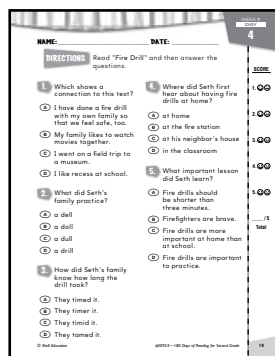 WEEK 1
DAY
4
NAME: DATE:
DIRECTIONS Read "Fire Drill" and then answer the
questions.
SCORE
1. Which shows a
connection to this text?
A I have done a fire drill
with my own family so
that we feel safe, too.
B My family likes to watch
movies together.
C I went on a field trip to
a museum.
D I like recess at school.
2. What did Seth's
family practice?
A a dell
B a doll
C a dull
D a drill
3. How did Seth's family
know how long the
drill took?
A They timed it.
B They timer it.
C They timid it.
D They tamed it.
4. Where did Seth first
hear about having fire
drills at home?
A at home
B at the fire station
C at his neighbor's house
D in the classroom
5. What important lesson
did Seth learn?
A Fire drills should
be shorter than
three minutes.
B Firefighters are brave.
C Fire drills are more
important at home than
at school.
D Fire drills are important
to practice.
1.
2.
3.
4.
5.
/ 5
Total
© Shell Education
#50923—180 Days of Reading for Second Grade